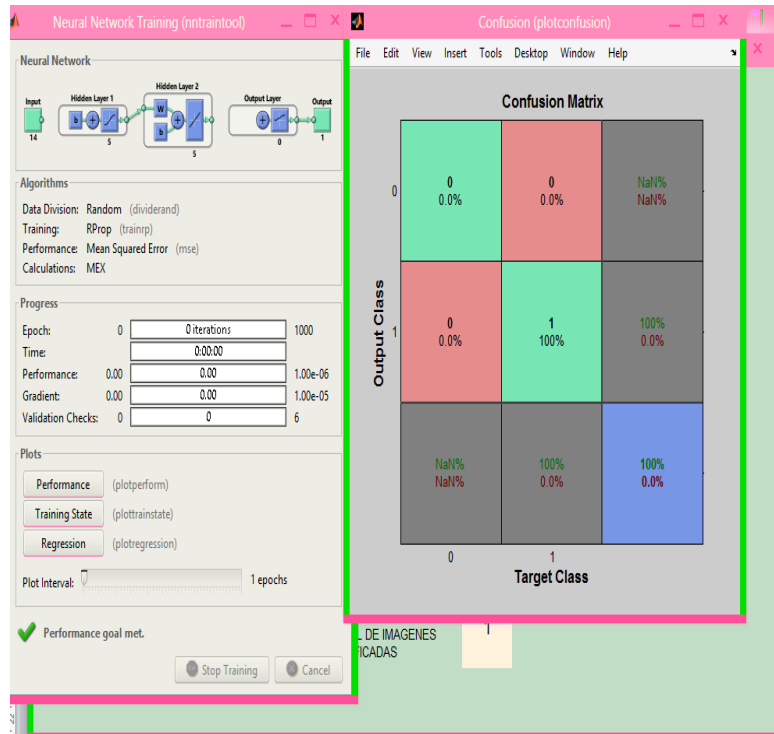 Neural Network Training (nntraintool)
Neural Network
Input
14
Hidden Layer 1
b
+
5
Hidden Layer 2
W
b
+
5
Output Layer
+
0
Output
1
Algorithms
Data Division: Random (dividerand)
Training: RProp (trainrp)
Performance: Mean Squared Error (mse)
Calculations: MEX
Progress
Epoch: 0 0 iterations 1000
Time: 0:00:00
Performance: 0.00 0.00 1.00e-06
Gradient: 0.00 0.00 1.00e-05
Validation Checks: 0 0 6
Plots
Performance (plotperform)
Training State (plottrainstate)
Regression (plotregression)
Plot Interval: 1 epochs
Performance goal met.
Stop Training Cancel
Confusion (plotconfusion)
File Edit View Insert Tools Desktop Window Help
Confusion Matrix
Output Class
0
0 0 NaN%
0.0% 0.0% NaN%
1
0 1 100%
0.0% 100% 0.0%
NaN% 100% 100%
NaN% 0.0% 0.0%
0 1
Target Class
L DE IMAGENES
FICADAS
1
22